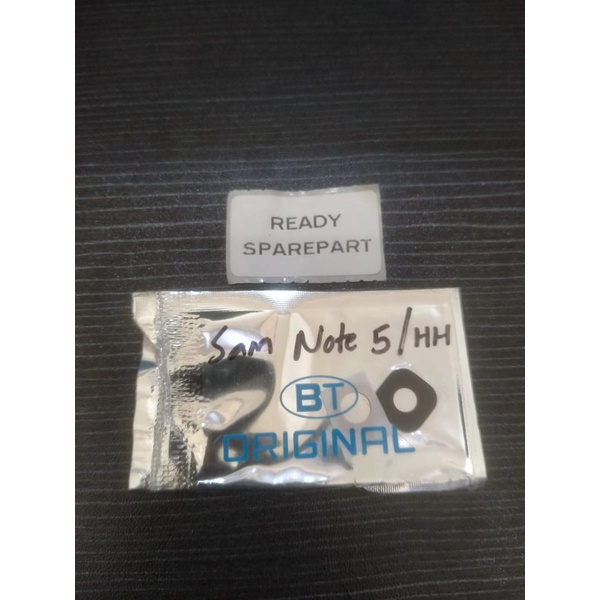 READY
SPAREPART
Sam Note 5/HH
BT
ORIGINAL